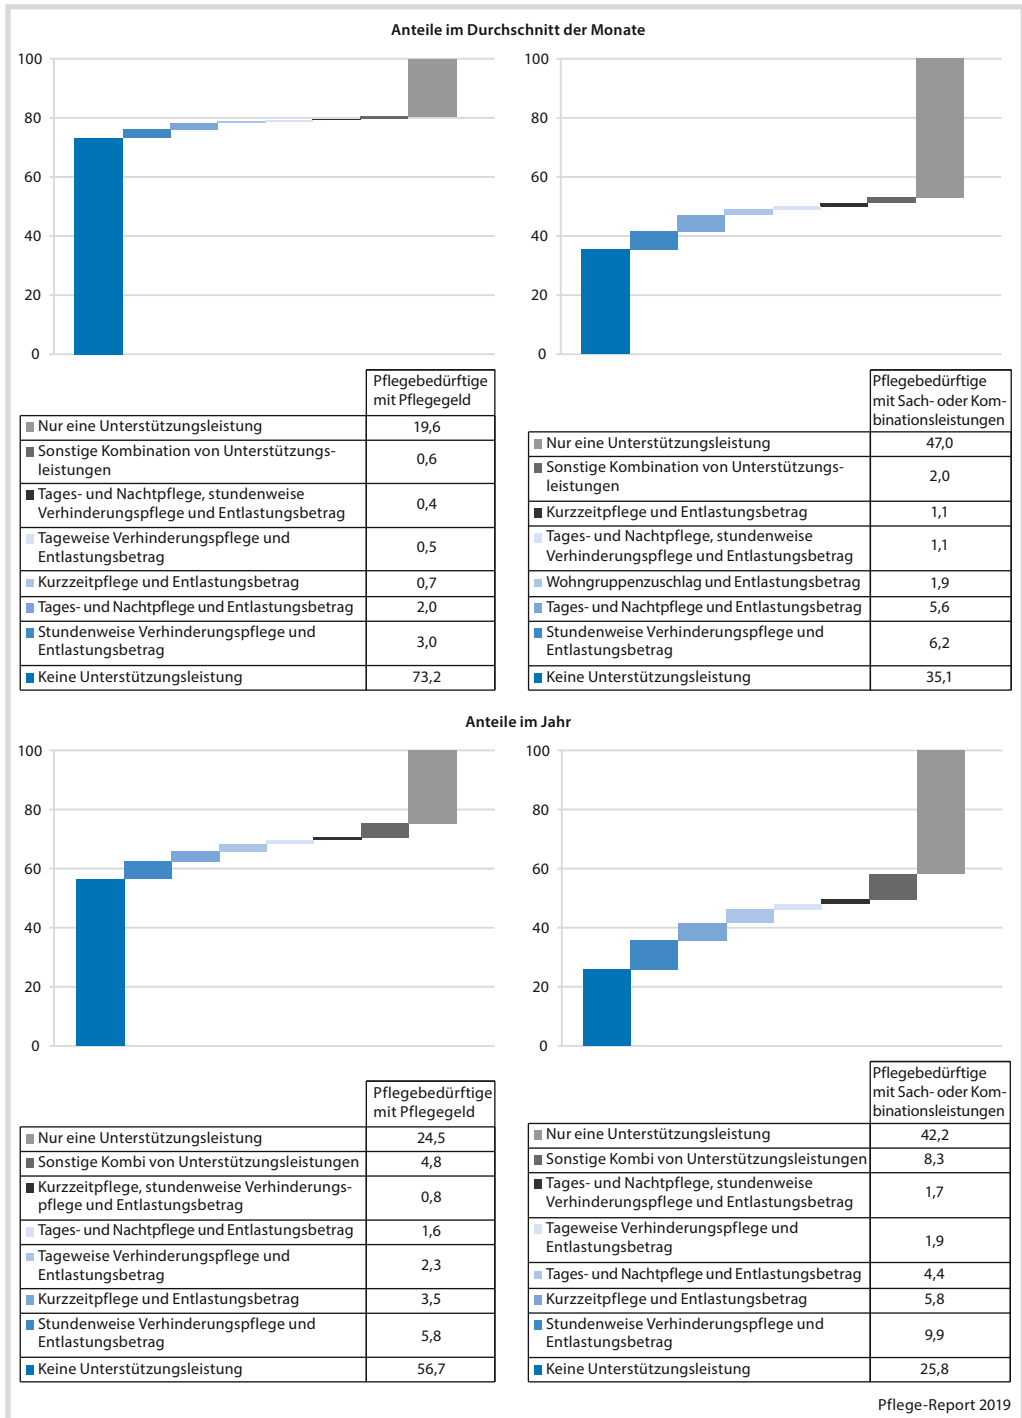 Anteile im Durchschnitt der Monate
100
80
60
40
20
0
100
80
60
40
20
0
Pflegebedürftige
mit Pflegegeld
Nur eine Unterstützungsleistung 19,6
Sonstige Kombination von Unterstützungs-
leistungen 0,6
Tages- und Nachtpflege, stundenweise
Verhinderungspflege und Entlastungsbetrag 0,4
Tageweise Verhinderungspflege und
Entlastungsbetrag 0,5
Kurzzeitpflege und Entlastungsbetrag 0,7
Tages- und Nachtpflege und Entlastungsbetrag 2,0
Stundenweise Verhinderungspflege und
Entlastungsbetrag 3,0
Keine Unterstützungsleistung 73,2
Pflegebedürftige
mit Sach- oder Kom-
binationsleistungen
Nur eine Unterstützungsleistung 47,0
Sonstige Kombination von Unterstützungs-
leistungen 2,0
Kurzzeitpflege und Entlastungsbetrag 1,1
Tages- und Nachtpflege, stundenweise
Verhinderungspflege und Entlastungsbetrag 1,1
Wohngruppenzuschlag und Entlastungsbetrag 1,9
Tages- und Nachtpflege und Entlastungsbetrag 5,6
Stundenweise Verhinderungspflege und
Entlastungsbetrag 6,2
Keine Unterstützungsleistung 35,1
Anteile im Jahr
100
80
60
40
20
0
100
80
60
40
20
0
Pflegebedürftige
mit Pflegegeld
Nur eine Unterstützungsleistung 24,5
Sonstige Kombi von Unterstützungsleistungen 4,8
Kurzzeitpflege, stundenweise Verhinderungs-
pflege und Entlastungsbetrag 0,8
Tages- und Nachtpflege und Entlastungsbetrag 1,6
Tageweise Verhinderungspflege und
Entlastungsbetrag 2,3
Kurzzeitpflege und Entlastungsbetrag 3,5
Stundenweise Verhinderungspflege und
Entlastungsbetrag 5,8
Keine Unterstützungsleistung 56,7
Pflegebedürftige
mit Sach- oder Kom-
binationsleistungen
Nur eine Unterstützungsleistung 42,2
Sonstige Kombi von Unterstützungsleistungen 8,3
Tages- und Nachtpflege, stundenweise
Verhinderungspflege und Entlastungsbetrag 1,7
Tageweise Verhinderungspflege und
Entlastungsbetrag 1,9
Tages- und Nachtpflege und Entlastungsbetrag 4,4
Kurzzeitpflege und Entlastungsbetrag 5,8
Stundenweise Verhinderungspflege und
Entlastungsbetrag 9,9
Keine Unterstützungsleistung 25,8
Pflege-Report 2019